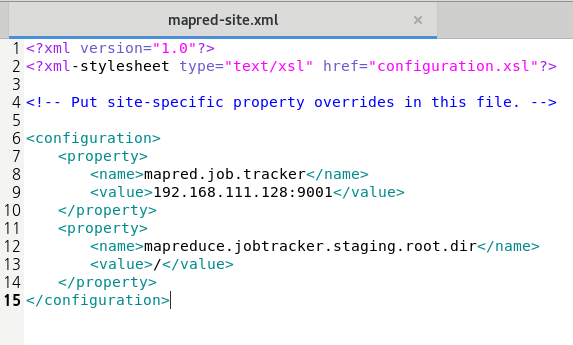 mapred-site.xml ×
1 <?xml version="1.0"?>
2 <?xml-stylesheet type="text/xsl" href="configuration.xsl"?>
3
4 <!-- Put site-specific property overrides in this file. -->
5
6 <configuration>
7 <property>
8 <name>mapred.job.tracker</name>
9 <value>192.168.111.128:9001</value>
10 </property>
11 <property>
12 <name>mapreduce.jobtracker.staging.root.dir</name>
13 <value>/</value>
14 </property>
15 </configuration>